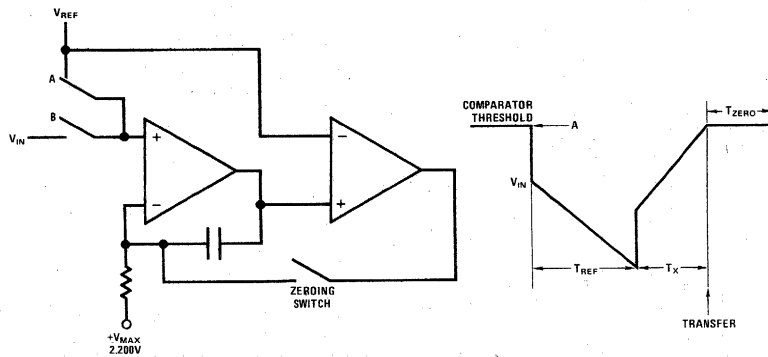 VREF
A
B
VIN
+
−
−
+
ZEROING
SWITCH
+VMAX
2.200V
COMPARATOR
THRESHOLD
A
TZERO
VIN
TREF
TX
TRANSFER